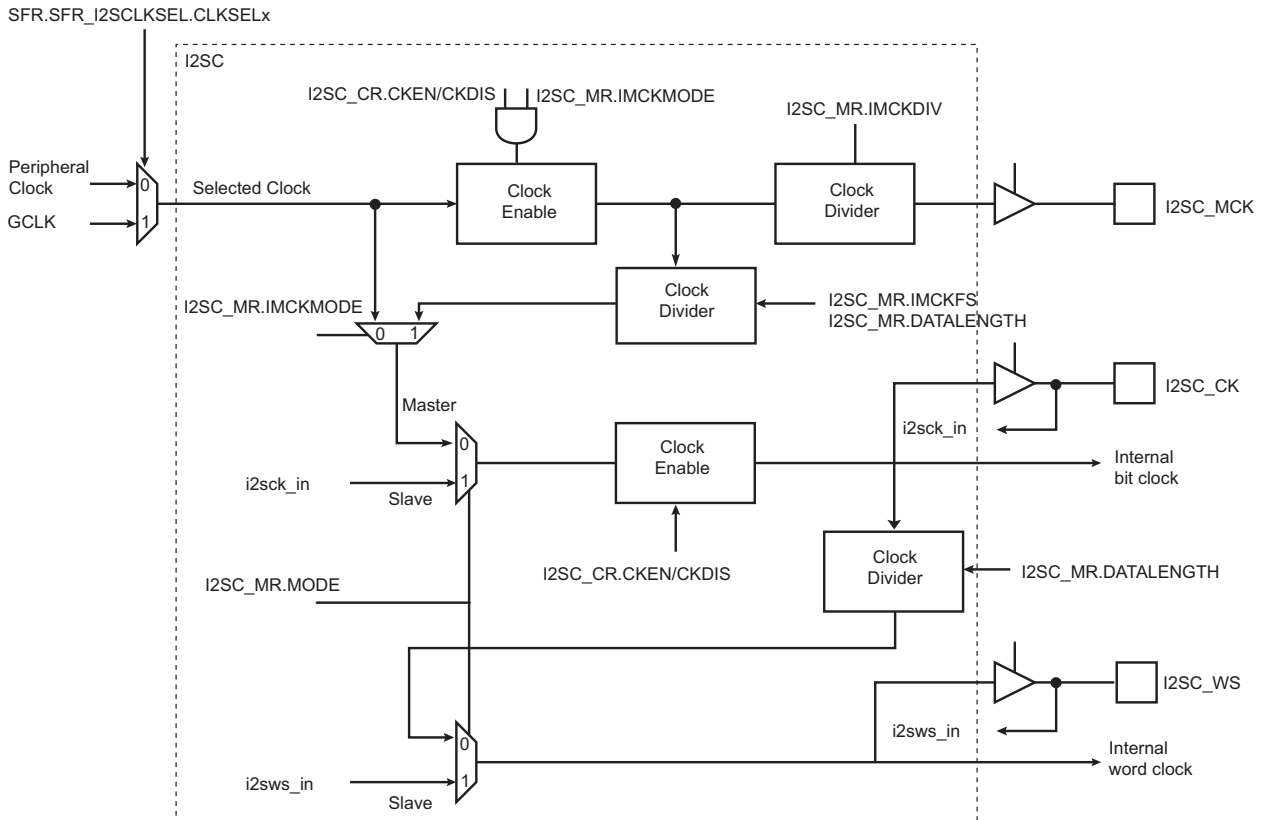 SFR.SFR_I2SCLKSEL.CLKSELx
I2SC
I2SC_CR.CKEN/CKDIS
I2SC_MR.IMCKMODE
I2SC_MR.IMCKDIV
Peripheral
Clock
0
Selected Clock
Clock
Enable
Clock
Divider
GCLK
1
I2SC_MCK
I2SC_MR.IMCKMODE
Clock
Divider
I2SC_MR.IMCKFS
I2SC_MR.DATALENGTH
0
1
I2SC_CK
Master
i2sck_in
0
Clock
Enable
Internal
bit clock
i2sck_in
1
Slave
I2SC_CR.CKEN/CKDIS
Clock
Divider
I2SC_MR.DATALENGTH
I2SC_MR.MODE
I2SC_WS
i2sws_in
0
Internal
word clock
i2sws_in
1
Slave